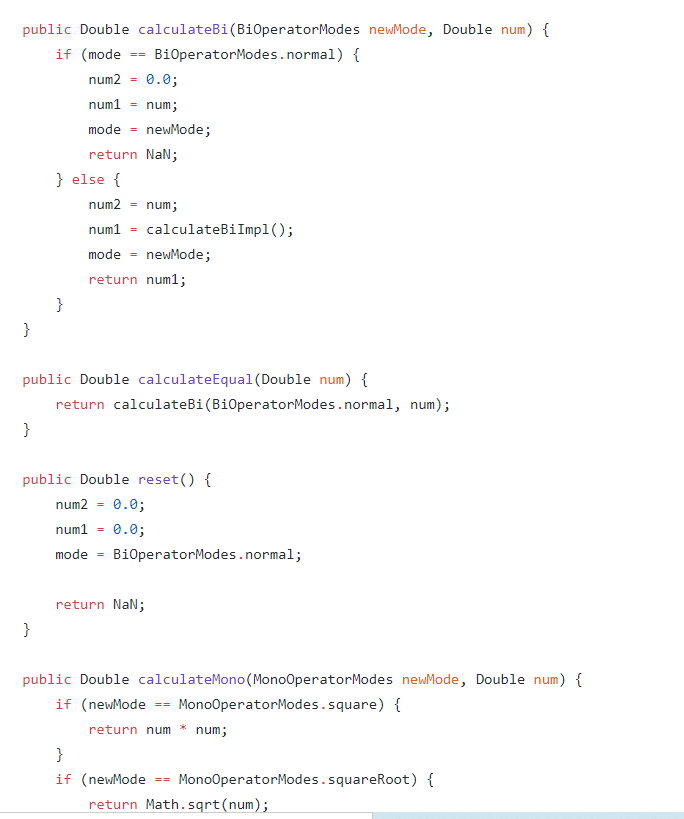 public Double calculateBi(BiOperatorModes newMode, Double num) {
    if (mode == BiOperatorModes.normal) {
        num2 = 0.0;
        num1 = num;
        mode = newMode;
        return NaN;
    } else {
        num2 = num;
        num1 = calculateBiImpl();
        mode = newMode;
        return num1;
    }
}

public Double calculateEqual(Double num) {
    return calculateBi(BiOperatorModes.normal, num);
}

public Double reset() {
    num2 = 0.0;
    num1 = 0.0;
    mode = BiOperatorModes.normal;

    return NaN;
}

public Double calculateMono(MonoOperatorModes newMode, Double num) {
    if (newMode == MonoOperatorModes.square) {
        return num * num;
    }
    if (newMode == MonoOperatorModes.squareRoot) {
        return Math.sqrt(num);